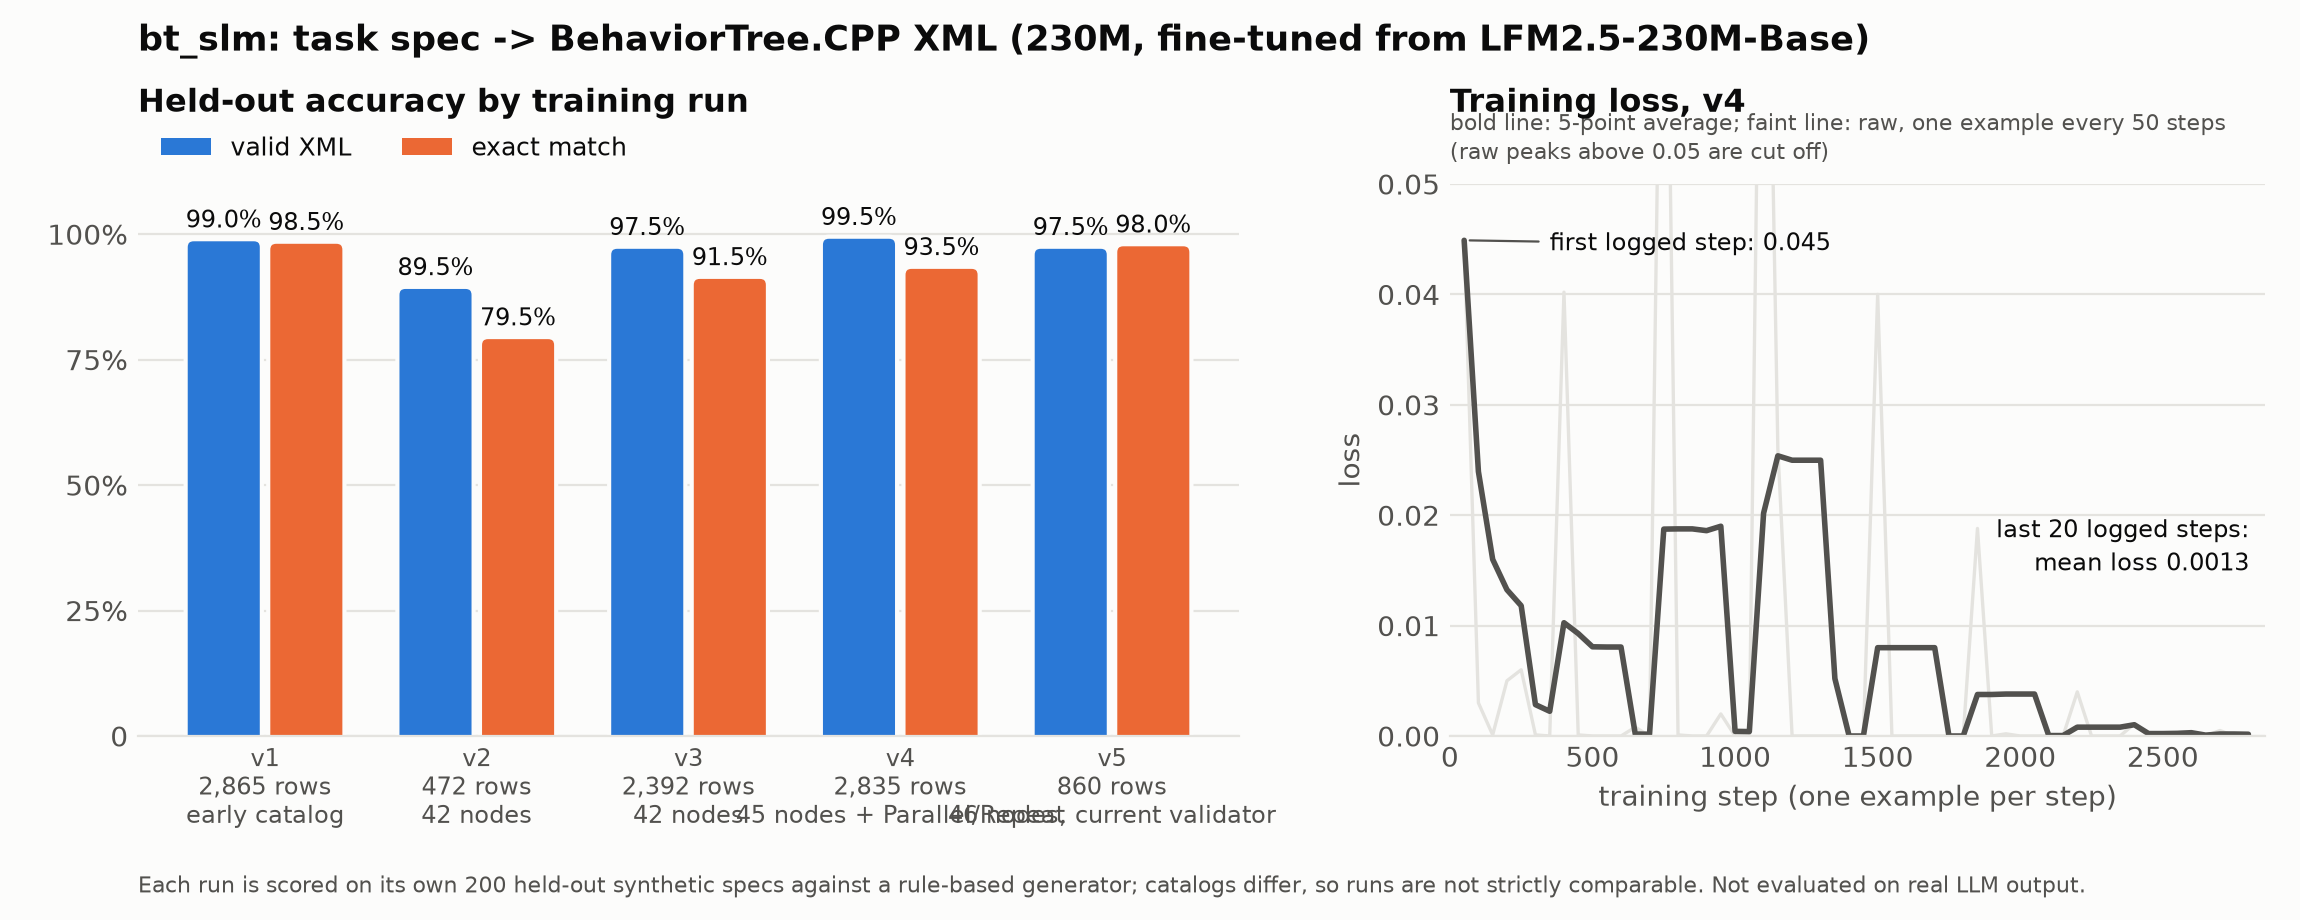 bt_slm: task spec -> BehaviorTree.CPP XML (230M, fine-tuned from LFM2.5-230M-Base)
Held-out accuracy by training run
valid XML
exact match
100%
75%
50%
25%
0
99.0%
98.5%
89.5%
79.5%
97.5%
91.5%
99.5%
93.5%
97.5%
98.0%
v1
2,865 rows
early catalog
v2
472 rows
42 nodes
v3
2,392 rows
42 nodes
v4
2,835 rows
45 nodes + Parallel/Repeat
v5
860 rows
46 nodes, current validator
Training loss, v4
bold line: 5-point average; faint line: raw, one example every 50 steps
(raw peaks above 0.05 are cut off)
loss
0.05
0.04
0.03
0.02
0.01
0.00
first logged step: 0.045
last 20 logged steps:
mean loss 0.0013
0
500
1000
1500
2000
2500
training step (one example per step)
Each run is scored on its own 200 held-out synthetic specs against a rule-based generator; catalogs differ, so runs are not strictly comparable. Not evaluated on real LLM output.